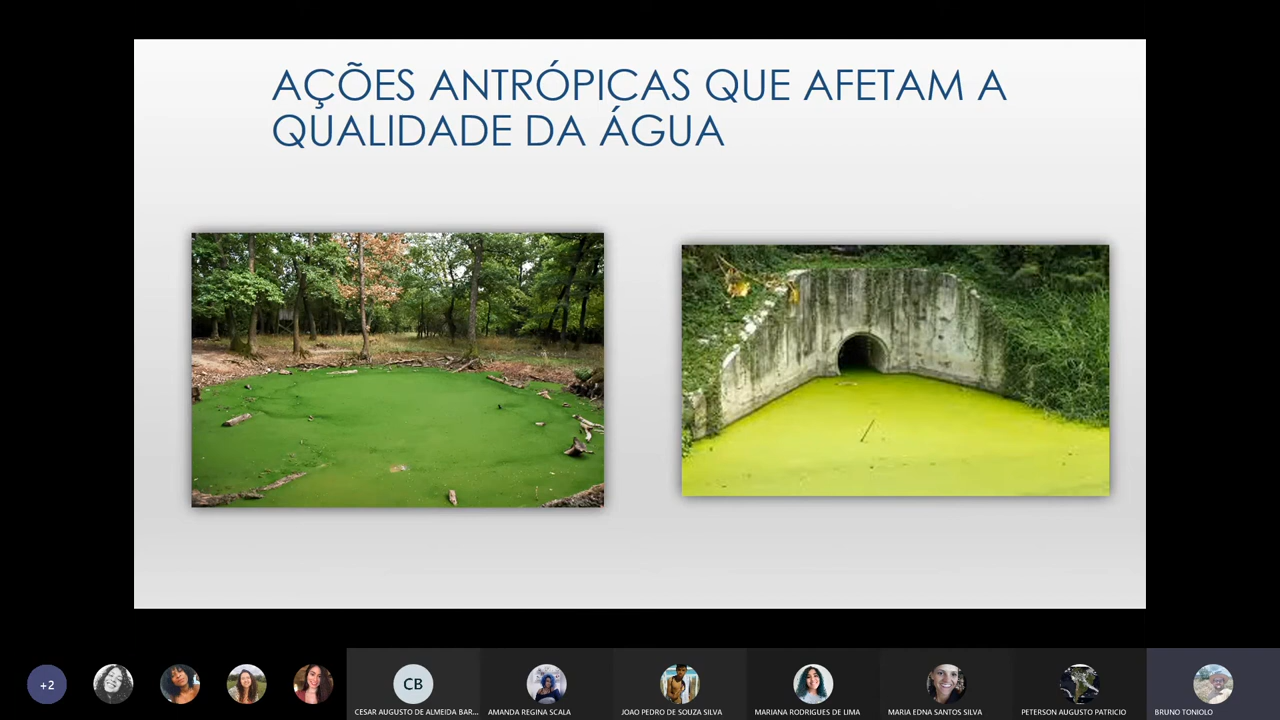 AÇÕES ANTRÓPICAS QUE AFETAM A
QUALIDADE DA ÁGUA
+2
CB
CESAR AUGUSTO DE ALMEIDA BAR...
AMANDA REGINA SCALA
JOAO PEDRO DE SOUZA SILVA
MARIANA RODRIGUES DE LIMA
MARIA EDNA SANTOS SILVA
PETERSON AUGUSTO PATRICIO
BRUNO TONIOLO